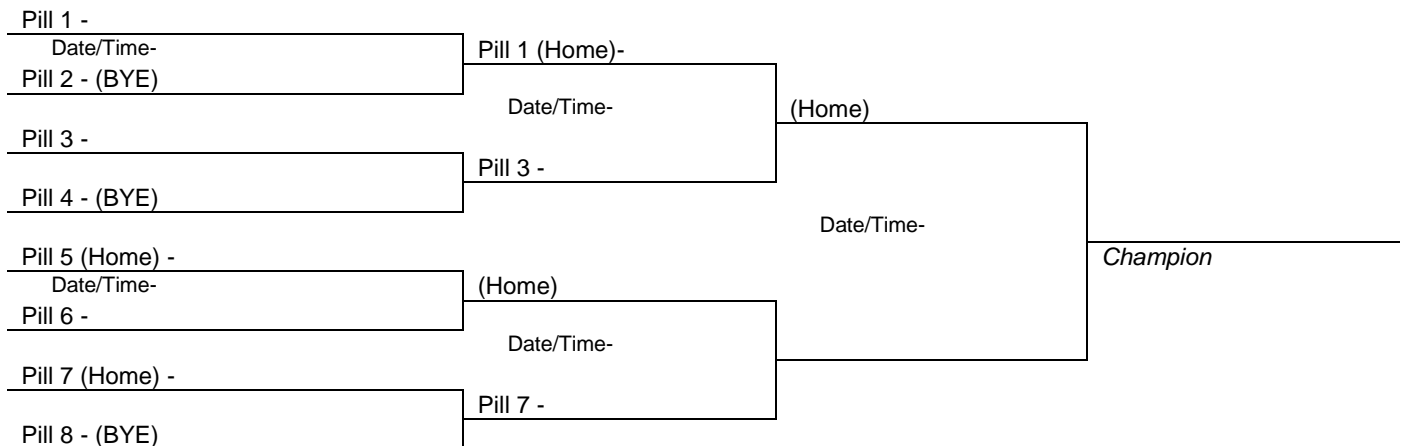 Pill 1 -
Date/Time-
Pill 1 (Home)-
Pill 2 - (BYE)
Date/Time-
(Home)
Pill 3 -
Pill 3 -
Pill 4 - (BYE)
Date/Time-
Pill 5 (Home) -
Champion
Date/Time-
(Home)
Pill 6 -
Date/Time-
Pill 7 (Home) -
Pill 7 -
Pill 8 - (BYE)